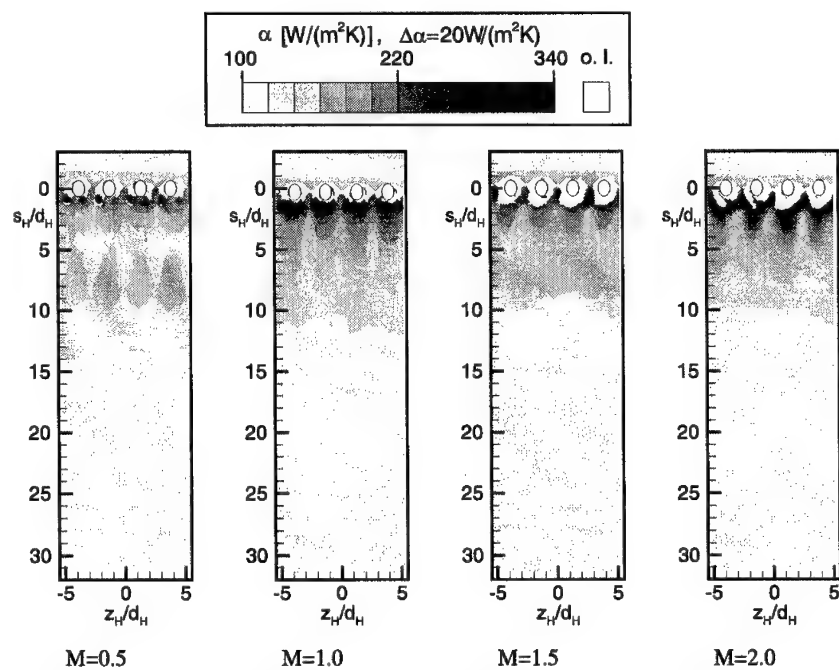 α [W/(m²K)], Δα=20W/(m²K)
100 220 340 o. l.
0 0 0 0
s_H/d_H s_H/d_H s_H/d_H s_H/d_H
5 5 5 5
10 10 10 10
15 15 15 15
20 20 20 20
25 25 25 25
30 30 30 30
-5 0 5 -5 0 5 -5 0 5 -5 0 5
z_H/d_H z_H/d_H z_H/d_H z_H/d_H
M=0.5 M=1.0 M=1.5 M=2.0